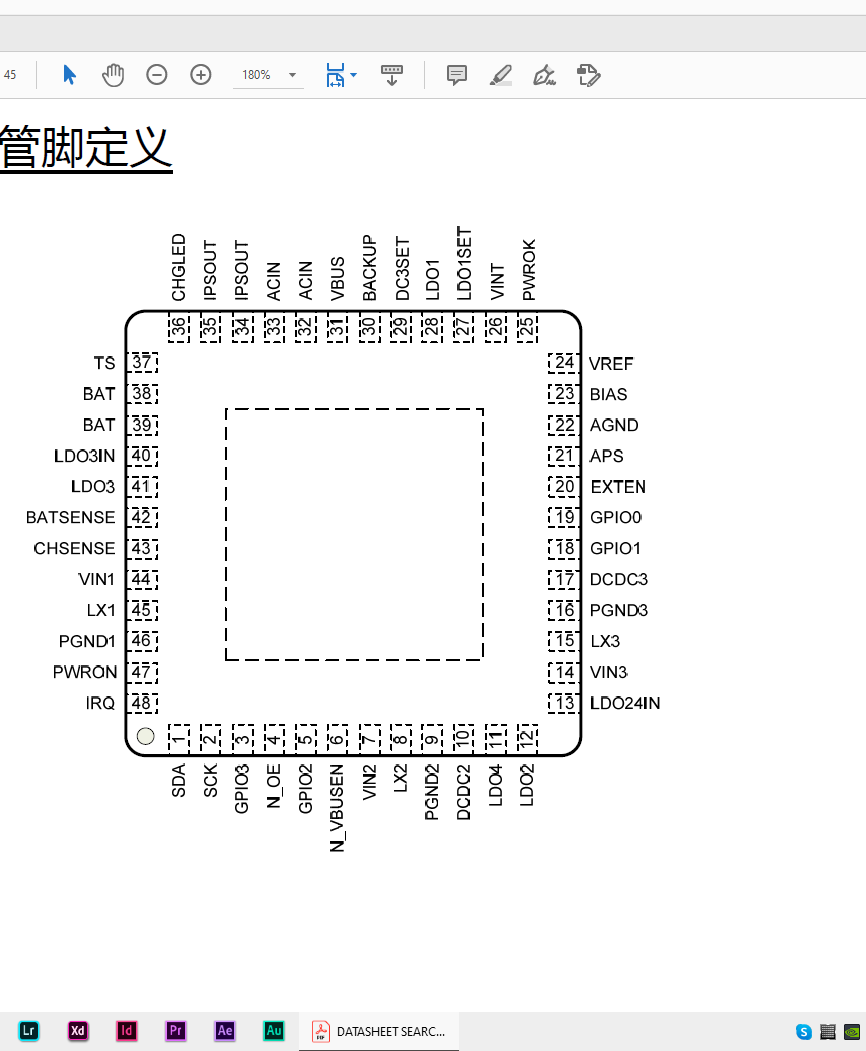 45
180%
管脚定义
CHGLED
IPSOUT
IPSOUT
ACIN
ACIN
VBUS
BACKUP
DC3SET
LDO1
LDO1SET
VINT
PWROK
36
35
34
33
32
31
30
29
28
27
26
25
TS 37
24 VREF
BAT 38
23 BIAS
BAT 39
22 AGND
LDO3IN 40
21 APS
LDO3 41
20 EXTEN
BATSENSE 42
19 GPIO0
CHSENSE 43
18 GPIO1
VIN1 44
17 DCDC3
LX1 45
16 PGND3
PGND1 46
15 LX3
PWRON 47
14 VIN3
IRQ 48
13 LDO24IN
1
2
3
4
5
6
7
8
9
10
11
12
SDA
SCK
GPIO3
N_OE
GPIO2
N_VBUSEN
VIN2
LX2
PGND2
DCDC2
LDO4
LDO2
Lr
Xd
Id
Pr
Ae
Au
PDF
DATASHEET SEARC...
S